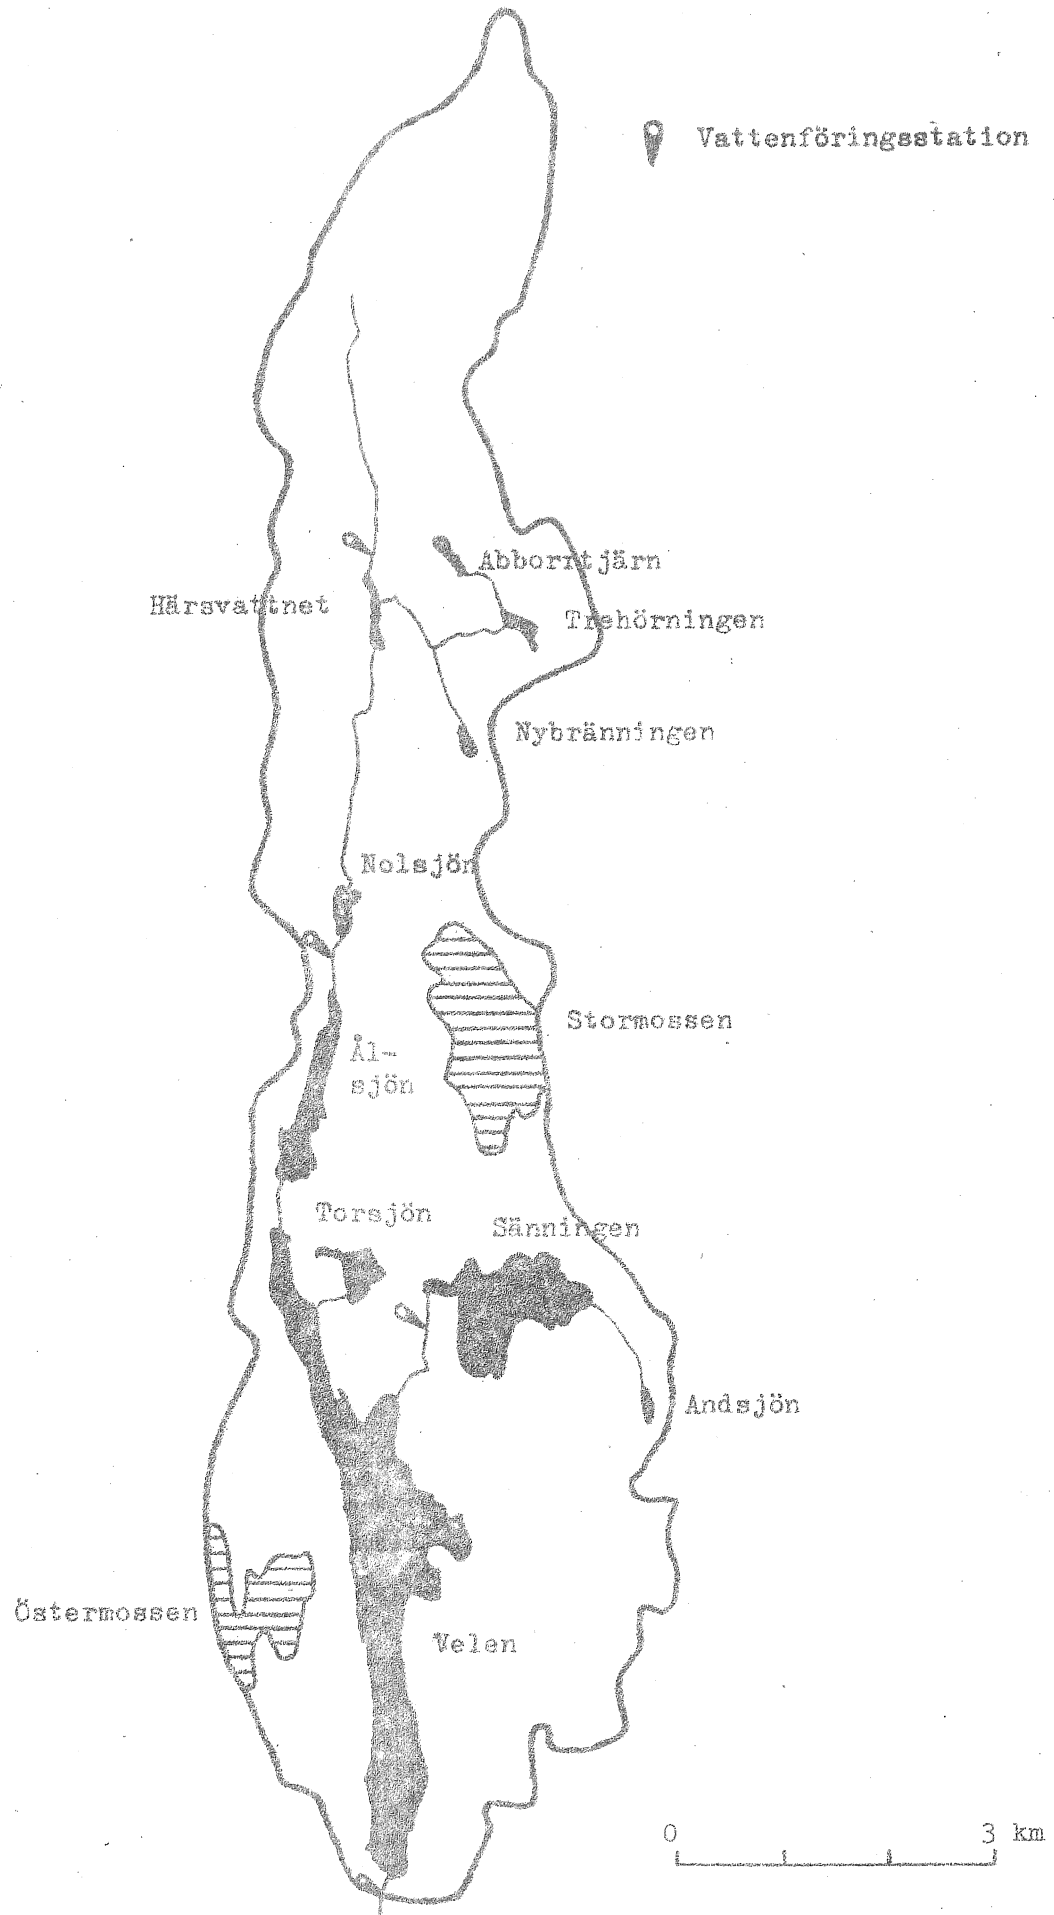 Vattenföringsstation
Abborrtjärn
Härsvattnet
Trehörningen
Nybränningen
Nolsjön
Stormossen
Ål-
sjön
Torsjön
Sänningen
Andsjön
Östermossen
Velen
0 3 km